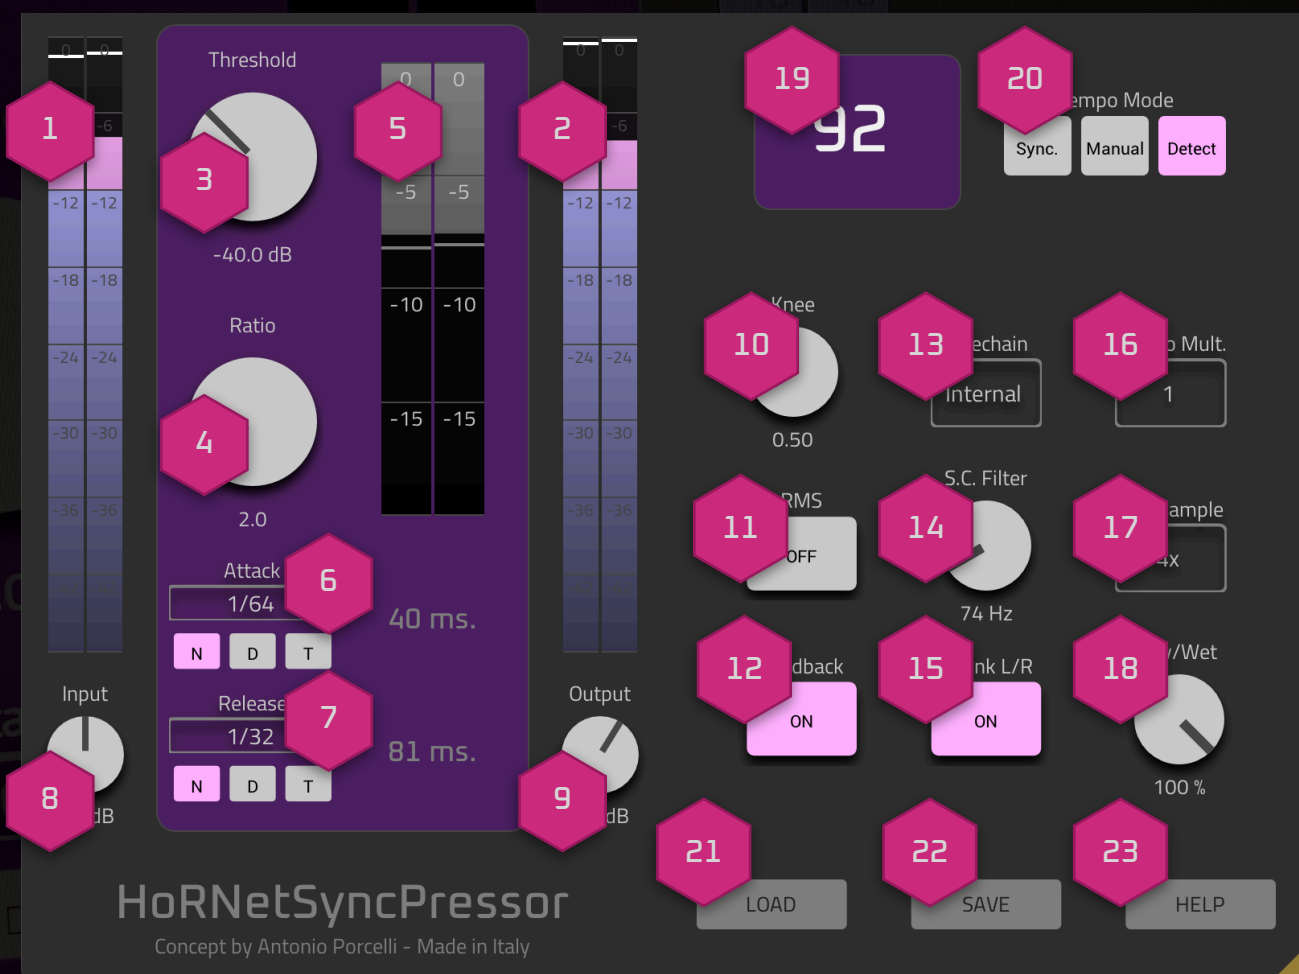 0 0
-6
1
-12 -12
-18 -18
-24 -24
-30 -30
-36 -36
Input
8
dB
Threshold
3
-40.0 dB
Ratio
4
2.0
Attack
6
1/64
40 ms.
N D T
Release
7
1/32
81 ms.
N D T
0 0
5
-5 -5
-10 -10
-15 -15
0 0
-6
2
-12 -12
-18 -18
-24 -24
-30 -30
-36 -36
Output
9
dB
19
92
20
empo Mode
Sync. Manual Detect
Knee
10
0.50
13
echain
Internal
16
o Mult.
1
RMS
11
OFF
S.C. Filter
14
74 Hz
17
ample
4x
12
dback
ON
15
nk L/R
ON
18
/Wet
100 %
21
LOAD
22
SAVE
23
HELP
HoRNetSyncPressor
Concept by Antonio Porcelli - Made in Italy